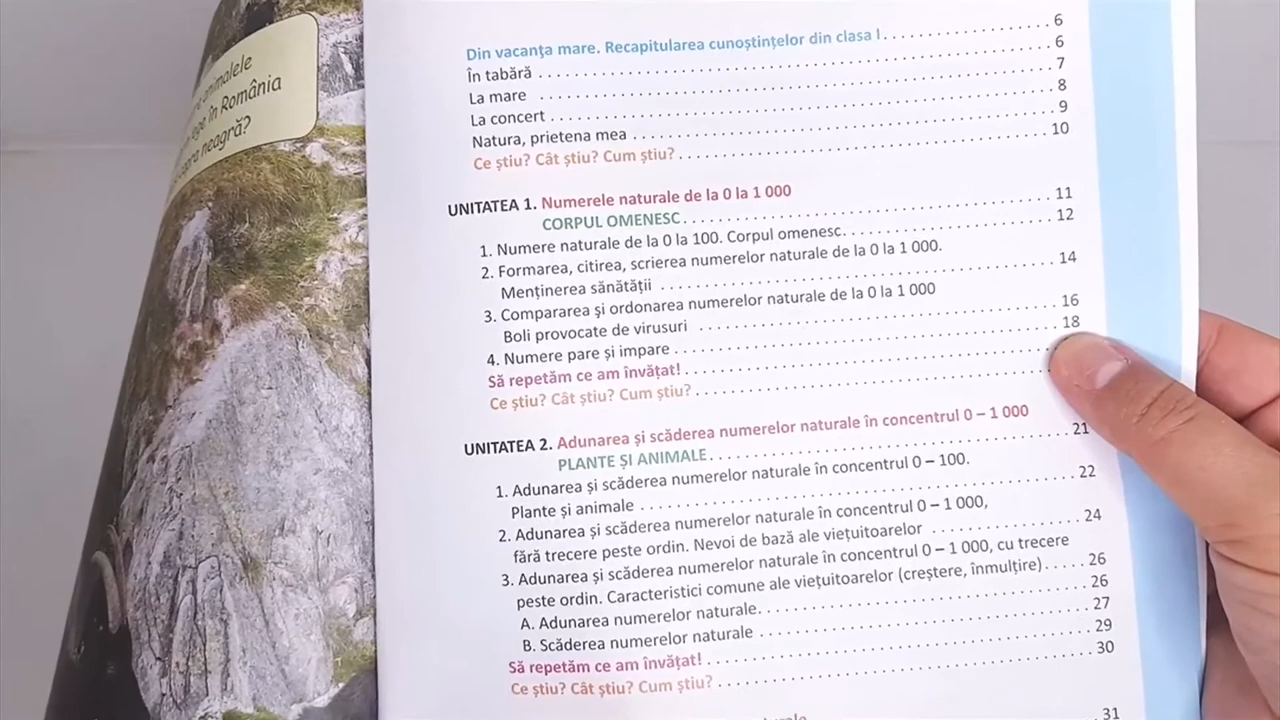 animalele
în România
neagră?
Din vacanța mare. Recapitularea cunoștințelor din clasa I. . . . . . . . . . . . . . . . . . . 6
În tabără . . . . . . . . . . . . . . . . . . . . . . . . . . . . . . . . . . . . . . . . . . . . . . . . . . . . . . . 6
La mare . . . . . . . . . . . . . . . . . . . . . . . . . . . . . . . . . . . . . . . . . . . . . . . . . . . . . . . 7
La concert . . . . . . . . . . . . . . . . . . . . . . . . . . . . . . . . . . . . . . . . . . . . . . . . . . . . . 8
Natura, prietena mea . . . . . . . . . . . . . . . . . . . . . . . . . . . . . . . . . . . . . . . . . . . . 9
Ce știu? Cât știu? Cum știu? . . . . . . . . . . . . . . . . . . . . . . . . . . . . . . . . . . . . . . . 10
UNITATEA 1. Numerele naturale de la 0 la 1 000
CORPUL OMENESC . . . . . . . . . . . . . . . . . . . . . . . . . . . . . . . . . . . . . . . 11
1. Numere naturale de la 0 la 100. Corpul omenesc. . . . . . . . . . . . . . . . . . . . . . . 12
2. Formarea, citirea, scrierea numerelor naturale de la 0 la 1 000.
Menținerea sănătății . . . . . . . . . . . . . . . . . . . . . . . . . . . . . . . . . . . . . . . . . . 14
3. Compararea și ordonarea numerelor naturale de la 0 la 1 000
Boli provocate de virusuri . . . . . . . . . . . . . . . . . . . . . . . . . . . . . . . . . . . . . . 16
4. Numere pare și impare . . . . . . . . . . . . . . . . . . . . . . . . . . . . . . . . . . . . . . . . . 18
Să repetăm ce am învățat! . . . . . . . . . . . . . . . . . . . . . . . . . . . . . . . . . . . . . . .
Ce știu? Cât știu? Cum știu? . . . . . . . . . . . . . . . . . . . . . . . . . . . . . . . . . . . . .
UNITATEA 2. Adunarea și scăderea numerelor naturale în concentrul 0 – 1 000
PLANTE ȘI ANIMALE . . . . . . . . . . . . . . . . . . . . . . . . . . . . . . . . . . . . . . 21
1. Adunarea și scăderea numerelor naturale în concentrul 0 – 100.
Plante și animale . . . . . . . . . . . . . . . . . . . . . . . . . . . . . . . . . . . . . . . . . . . . . 22
2. Adunarea și scăderea numerelor naturale în concentrul 0 – 1 000,
fără trecere peste ordin. Nevoi de bază ale viețuitoarelor . . . . . . . . . . . . . . . . 24
3. Adunarea și scăderea numerelor naturale în concentrul 0 – 1 000, cu trecere
peste ordin. Caracteristici comune ale viețuitoarelor (creștere, înmulțire) . . . . . 26
A. Adunarea numerelor naturale. . . . . . . . . . . . . . . . . . . . . . . . . . . . . . . . . . 26
B. Scăderea numerelor naturale . . . . . . . . . . . . . . . . . . . . . . . . . . . . . . . . . . 27
Să repetăm ce am învățat! . . . . . . . . . . . . . . . . . . . . . . . . . . . . . . . . . . . . . . . 29
Ce știu? Cât știu? Cum știu? . . . . . . . . . . . . . . . . . . . . . . . . . . . . . . . . . . . . . . 30
31